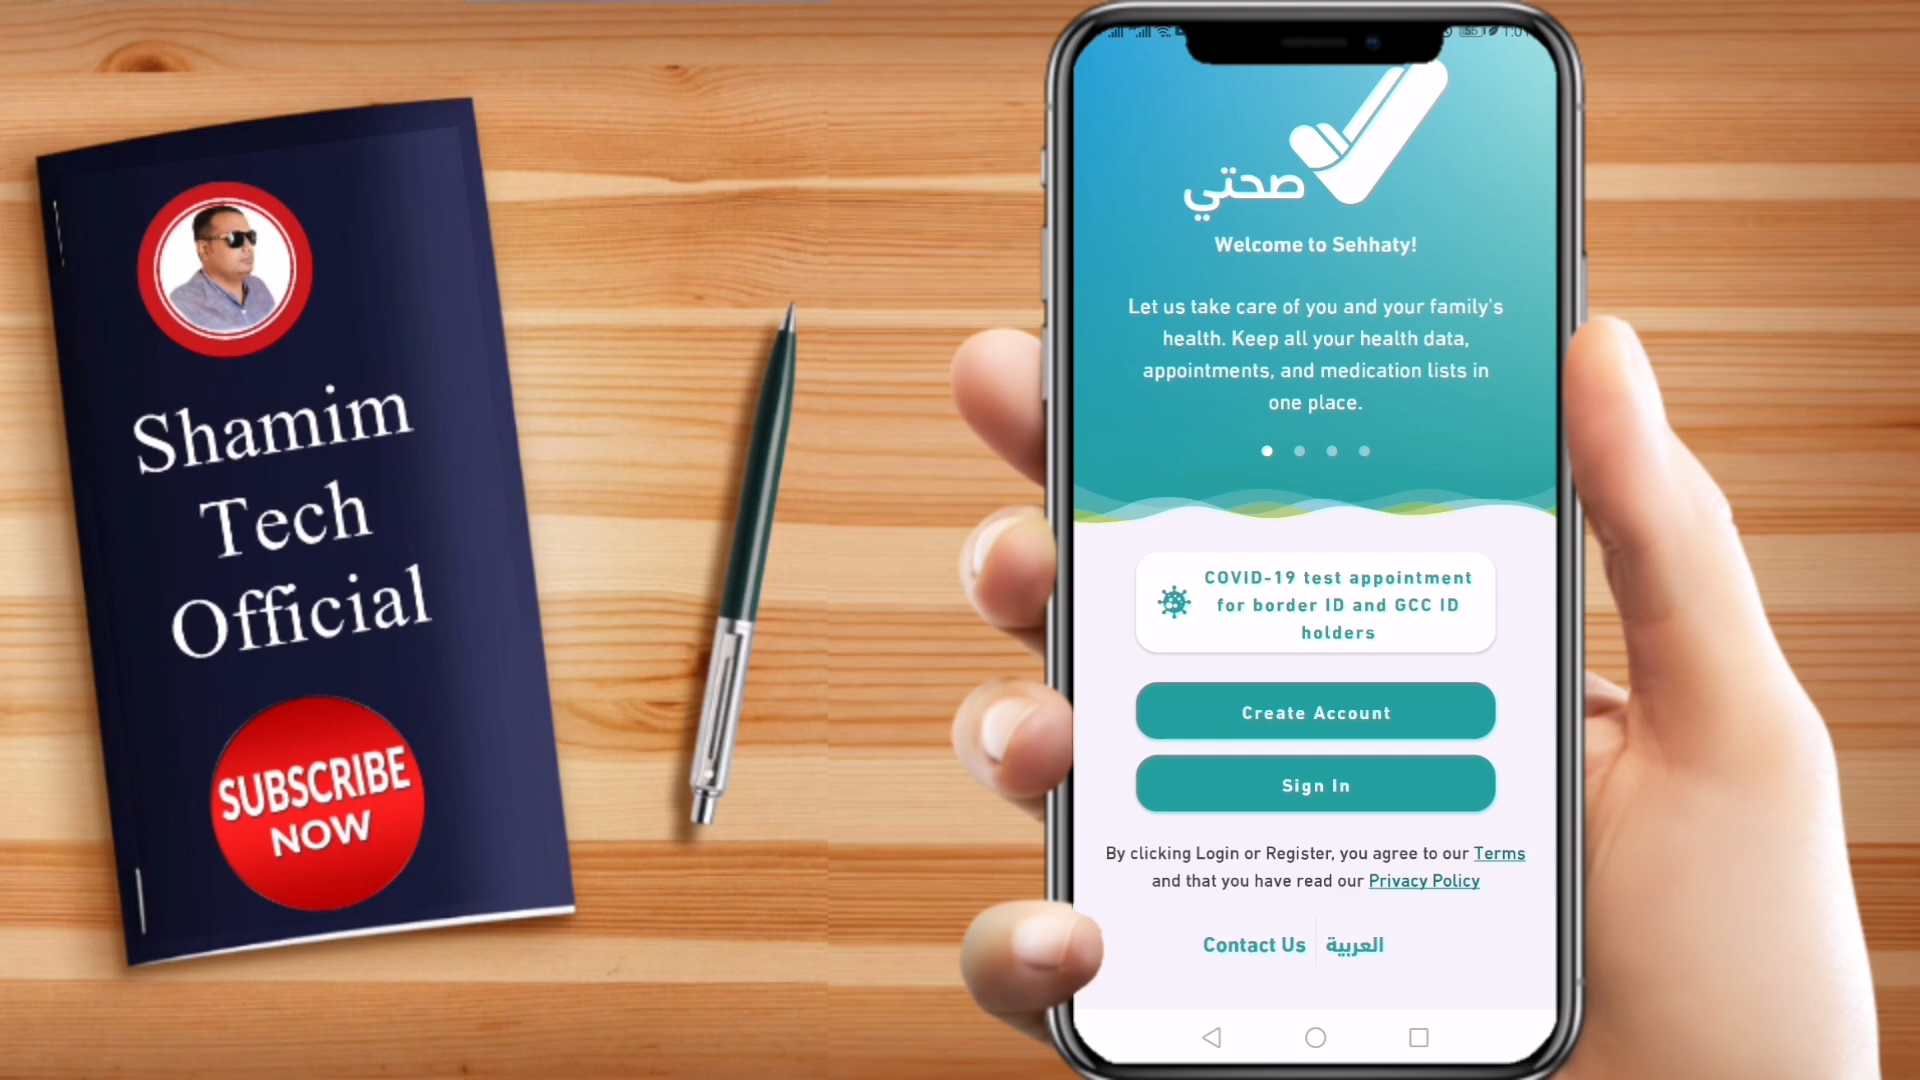 Shamim
Tech
Official
SUBSCRIBE
NOW
55
صحتي
Welcome to Sehhaty!
Let us take care of you and your family's
health. Keep all your health data,
appointments, and medication lists in
one place.
COVID-19 test appointment
for border ID and GCC ID
holders
Create Account
Sign In
By clicking Login or Register, you agree to our Terms
and that you have read our Privacy Policy
Contact Us
العربية